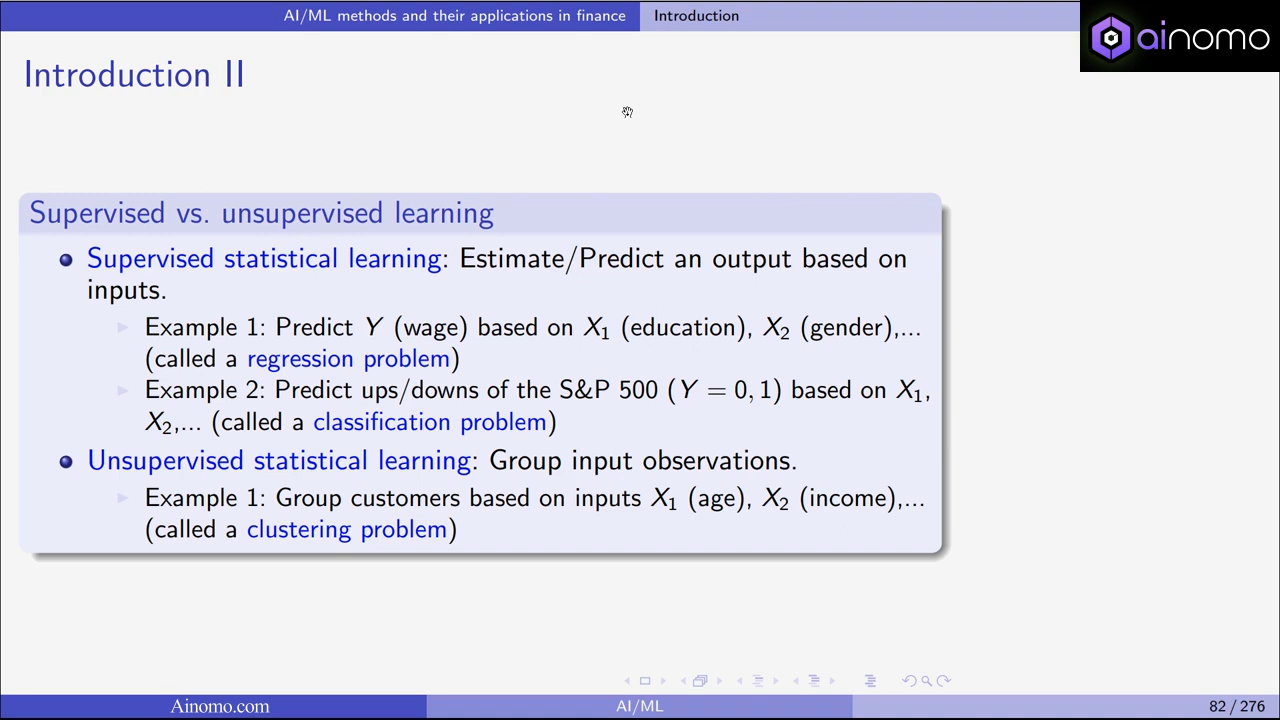 AI/ML methods and their applications in finance Introduction
ainomo
Introduction II
Supervised vs. unsupervised learning
Supervised statistical learning: Estimate/Predict an output based on
inputs.
Example 1: Predict Y (wage) based on X₁ (education), X₂ (gender),...
(called a regression problem)
Example 2: Predict ups/downs of the S&P 500 (Y = 0, 1) based on X₁,
X₂,... (called a classification problem)
Unsupervised statistical learning: Group input observations.
Example 1: Group customers based on inputs X₁ (age), X₂ (income),...
(called a clustering problem)
Ainomo.com AI/ML 82 / 276